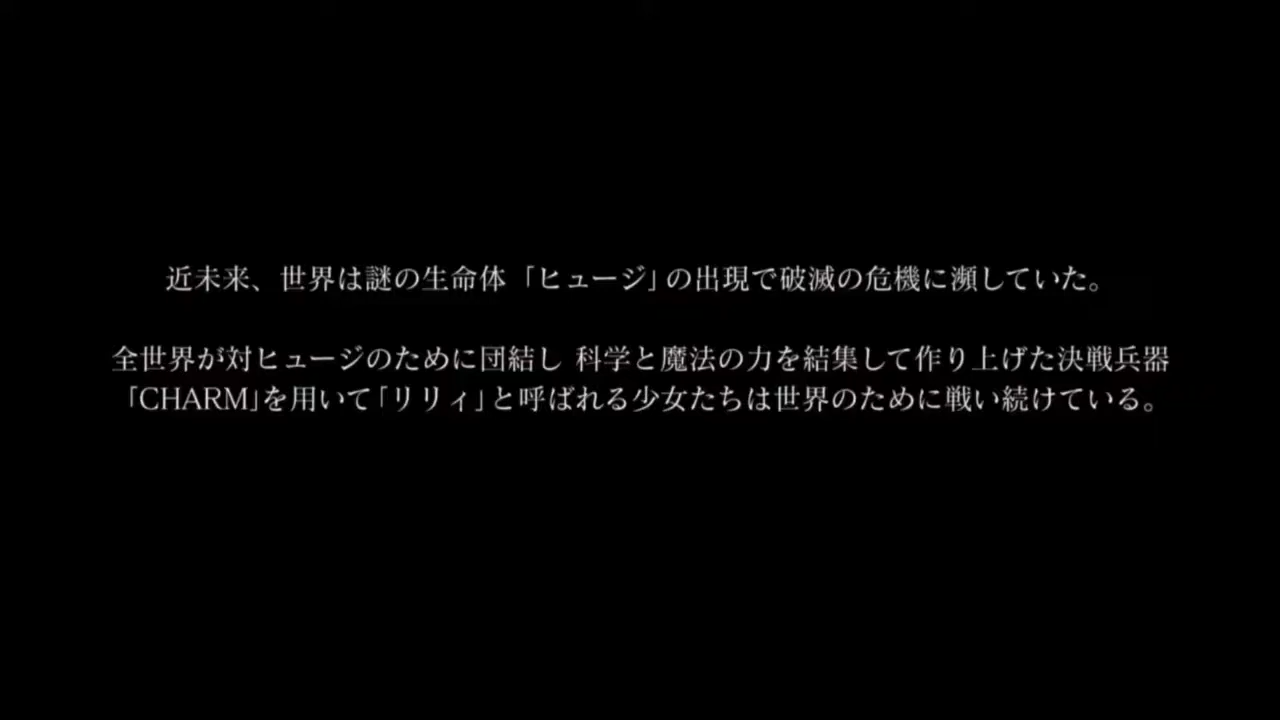 近未来、世界は謎の生命体「ヒュージ」の出現で破滅の危機に瀕していた。
全世界が対ヒュージのために団結し 科学と魔法の力を結集して作り上げた決戦兵器
「CHARM」を用いて「リリィ」と呼ばれる少女たちは世界のために戦い続けている。